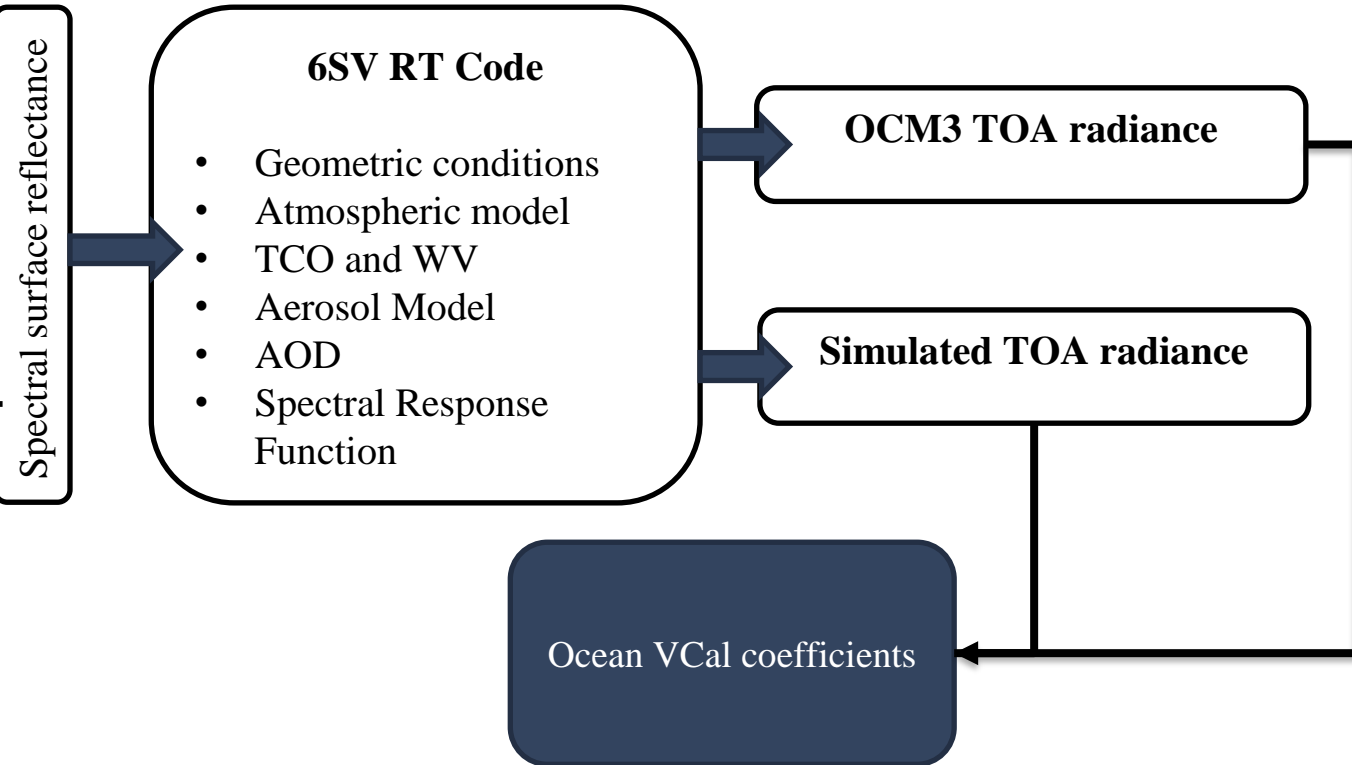 Spectral surface reflectance
6SV RT Code
• Geometric conditions
• Atmospheric model
• TCO and WV
• Aerosol Model
• AOD
• Spectral Response
Function
OCM3 TOA radiance
Simulated TOA radiance
Ocean VCal coefficients